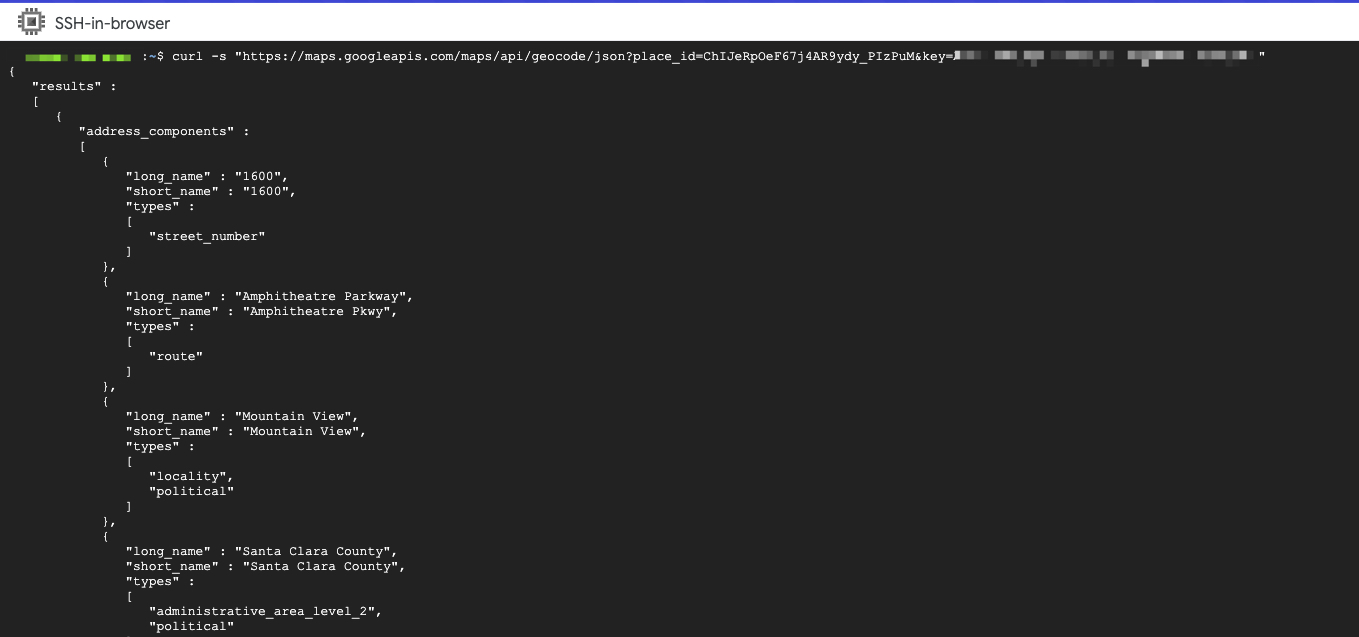 SSH-in-browser
:~$ curl -s "https://maps.googleapis.com/maps/api/geocode/json?place_id=ChIJeRpOeF67j4AR9ydy_PIzPuM&key= "
{
"results" :
[
{
"address_components" :
[
{
"long_name" : "1600",
"short_name" : "1600",
"types" :
[
"street_number"
]
},
{
"long_name" : "Amphitheatre Parkway",
"short_name" : "Amphitheatre Pkwy",
"types" :
[
"route"
]
},
{
"long_name" : "Mountain View",
"short_name" : "Mountain View",
"types" :
[
"locality",
"political"
]
},
{
"long_name" : "Santa Clara County",
"short_name" : "Santa Clara County",
"types" :
[
"administrative_area_level_2",
"political"